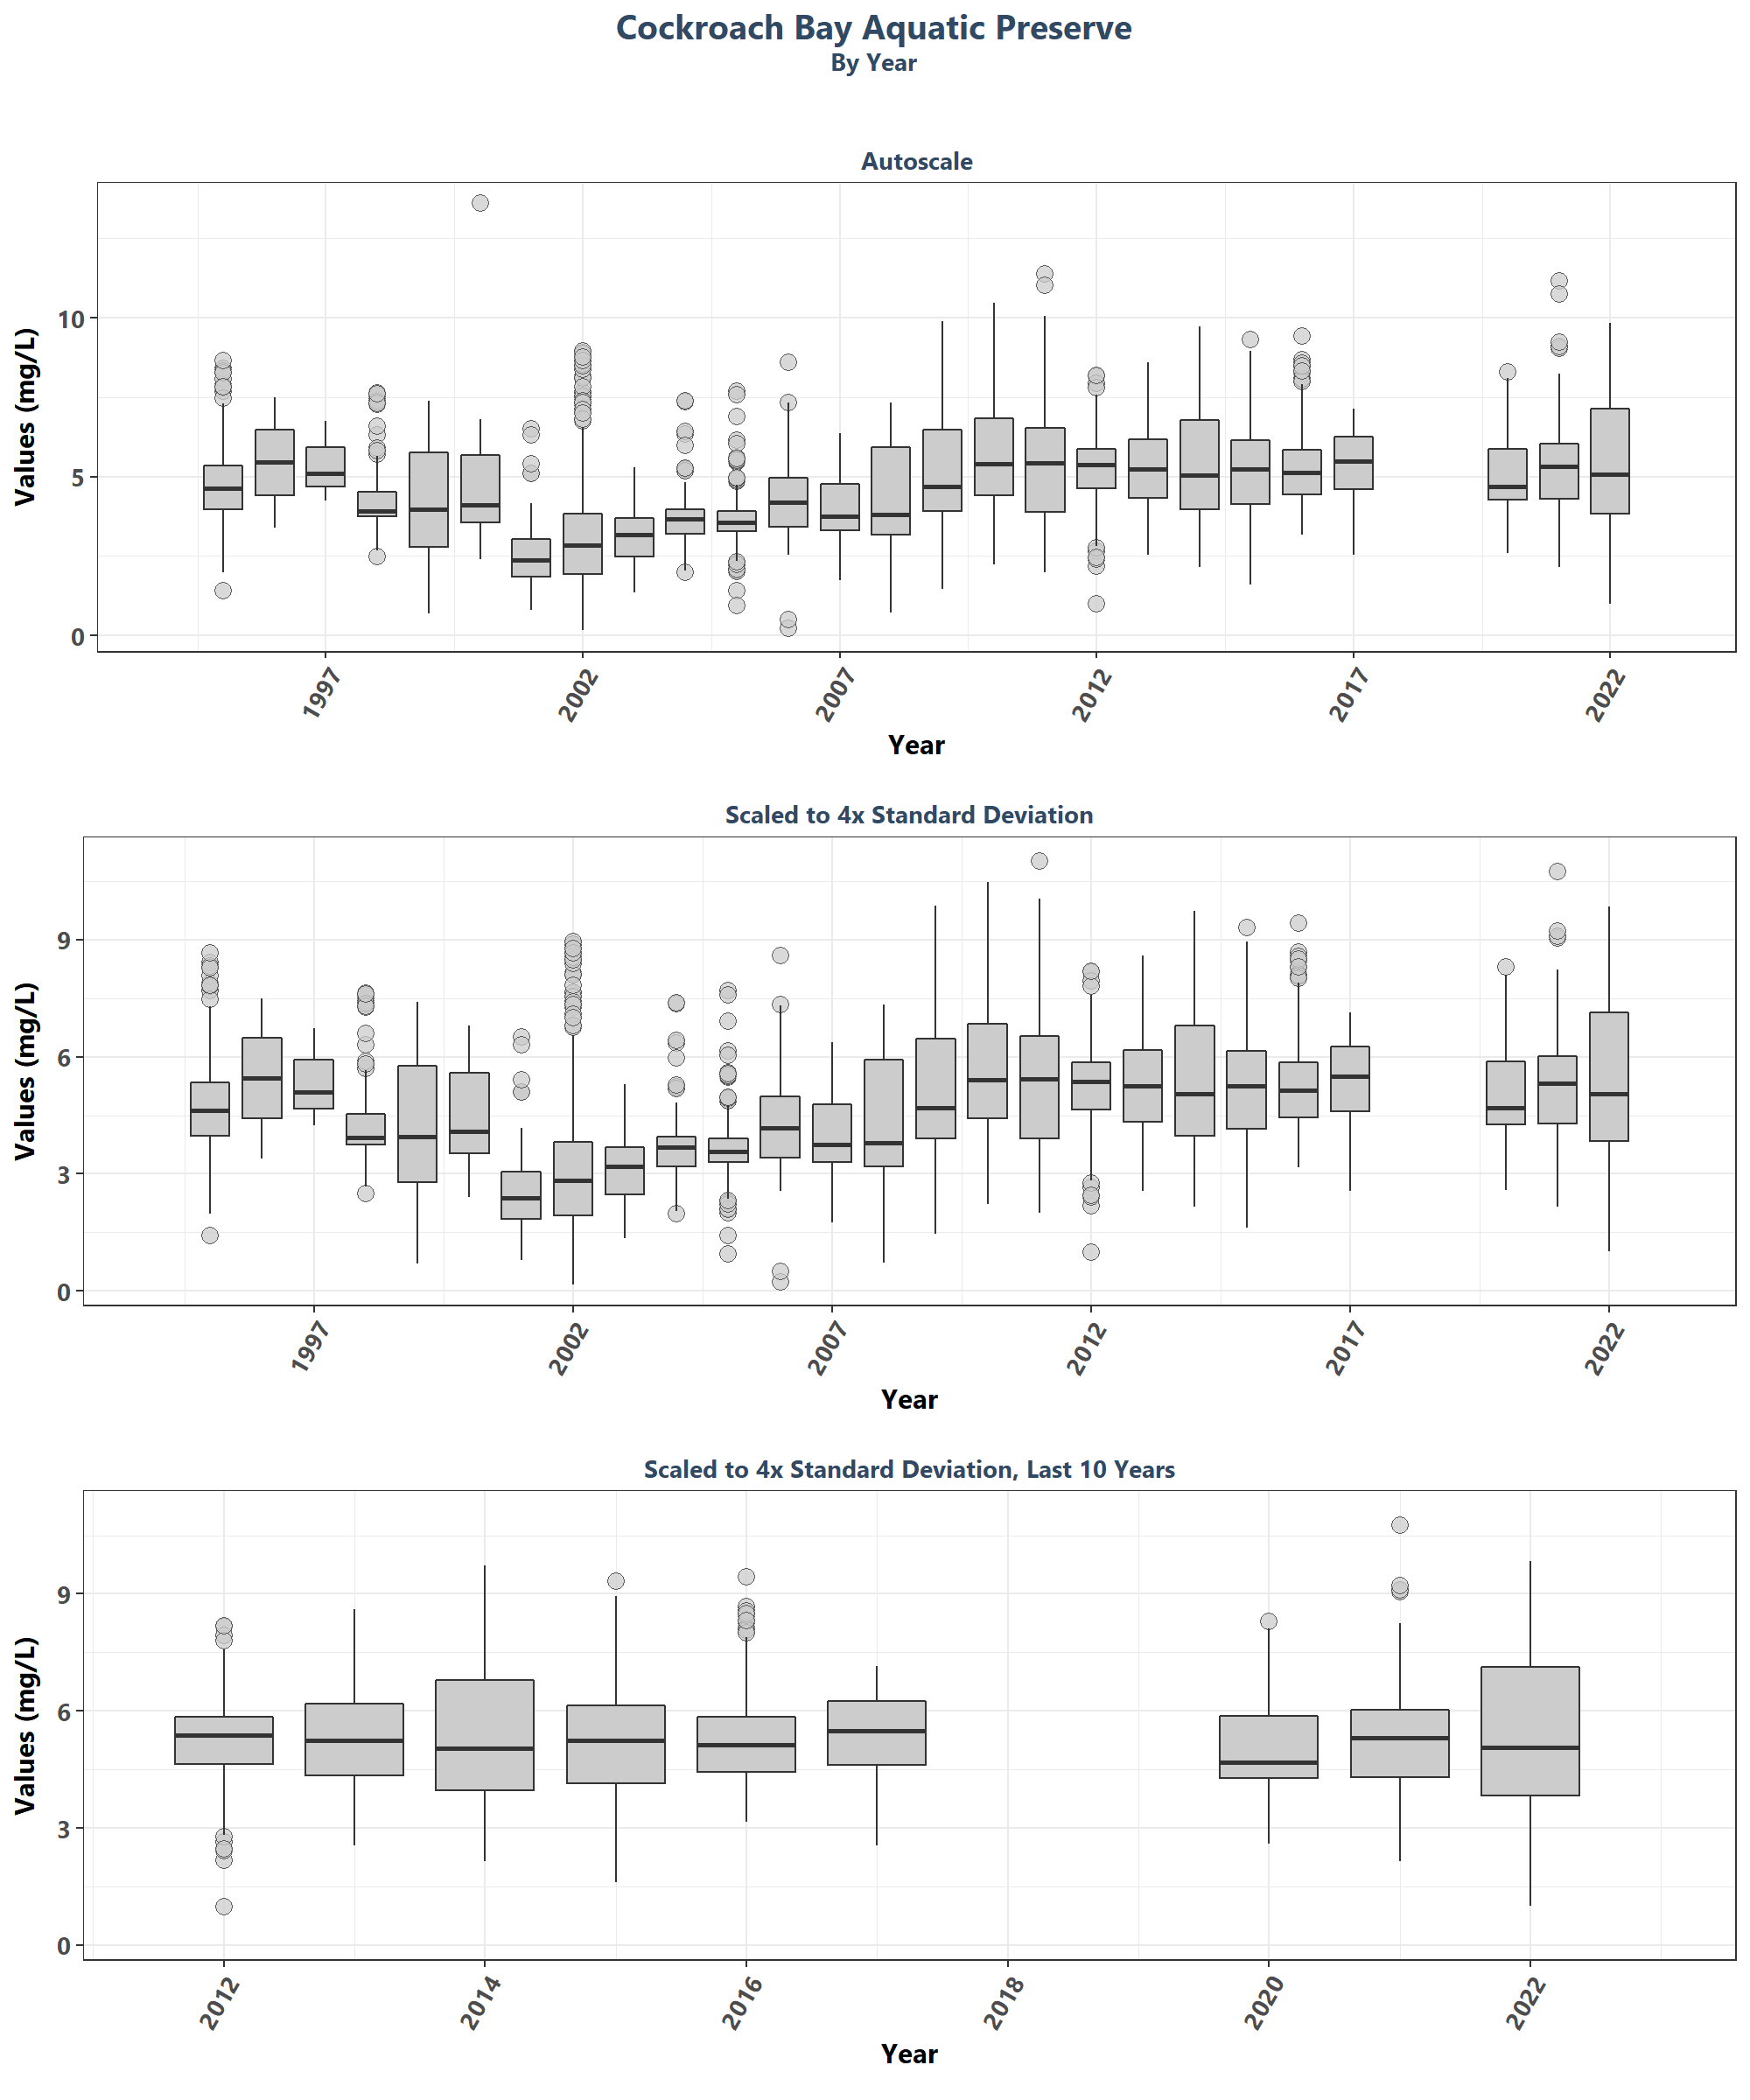 Cockroach Bay Aquatic Preserve
By Year
Autoscale
Values (mg/L)
10
5
0
1997 2002 2007 2012 2017 2022
Year
Scaled to 4x Standard Deviation
Values (mg/L)
9
6
3
0
1997 2002 2007 2012 2017 2022
Year
Scaled to 4x Standard Deviation, Last 10 Years
Values (mg/L)
9
6
3
0
2012 2014 2016 2018 2020 2022
Year